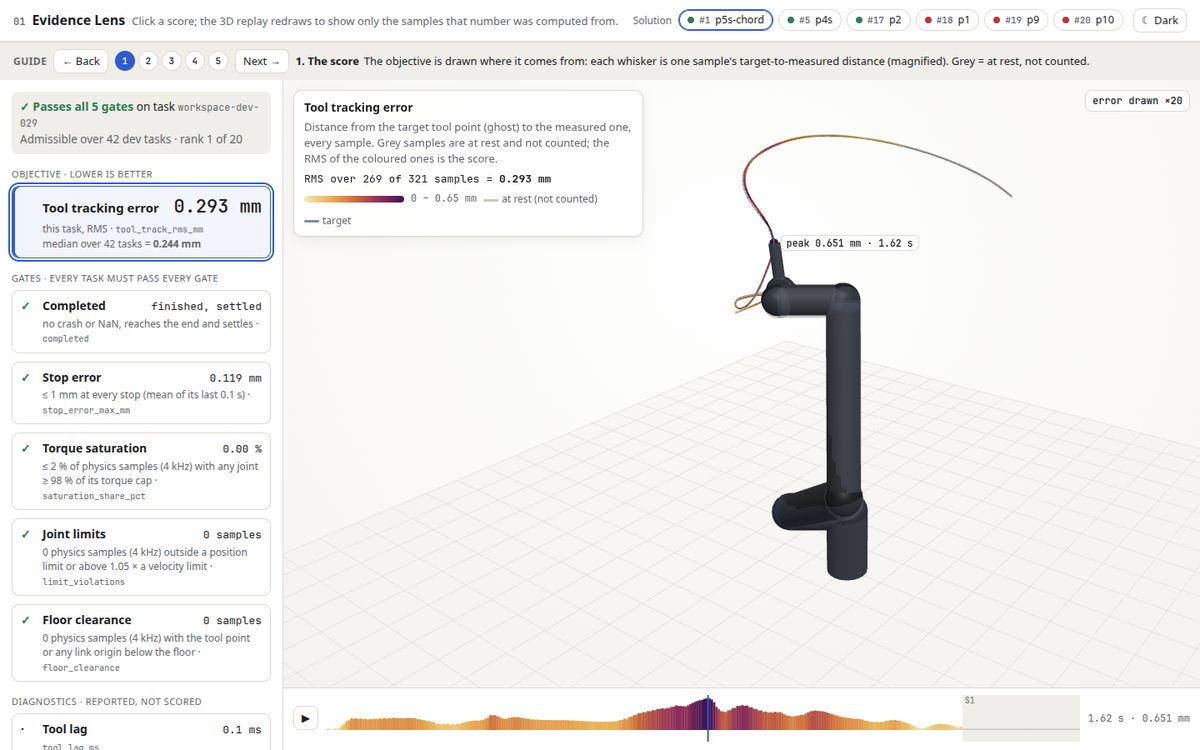 01 Evidence Lens Click a score; the 3D replay redraws to show only the samples that number was computed from. Solution #1 p5s-chord #5 p4s #17 p2 #18 p1 #19 p9 #20 p10 ☾ Dark
GUIDE ← Back 1 2 3 4 5 Next → 1. The score The objective is drawn where it comes from: each whisker is one sample's target-to-measured distance (magnified). Grey = at rest, not counted.
✓ Passes all 5 gates on task workspace-dev-
029
Admissible over 42 dev tasks · rank 1 of 20
OBJECTIVE · LOWER IS BETTER
Tool tracking error 0.293 mm
this task, RMS · tool_track_rms_mm
median over 42 tasks = 0.244 mm
GATES · EVERY TASK MUST PASS EVERY GATE
✓ Completed finished, settled
no crash or NaN, reaches the end and settles ·
completed
✓ Stop error 0.119 mm
≤ 1 mm at every stop (mean of its last 0.1 s) ·
stop_error_max_mm
✓ Torque saturation 0.00 %
≤ 2 % of physics samples (4 kHz) with any joint
≥ 98 % of its torque cap ·
saturation_share_pct
✓ Joint limits 0 samples
0 physics samples (4 kHz) outside a position
limit or above 1.05 × a velocity limit ·
limit_violations
✓ Floor clearance 0 samples
0 physics samples (4 kHz) with the tool point
or any link origin below the floor ·
floor_clearance
DIAGNOSTICS · REPORTED, NOT SCORED
· Tool lag 0.1 ms
tool_lag_ms
Tool tracking error
Distance from the target tool point (ghost) to the measured one,
every sample. Grey samples are at rest and not counted; the
RMS of the coloured ones is the score.
RMS over 269 of 321 samples = 0.293 mm
0 – 0.65 mm at rest (not counted)
target
error drawn ×20
peak 0.651 mm · 1.62 s
▶ S1 1.62 s · 0.651 mm